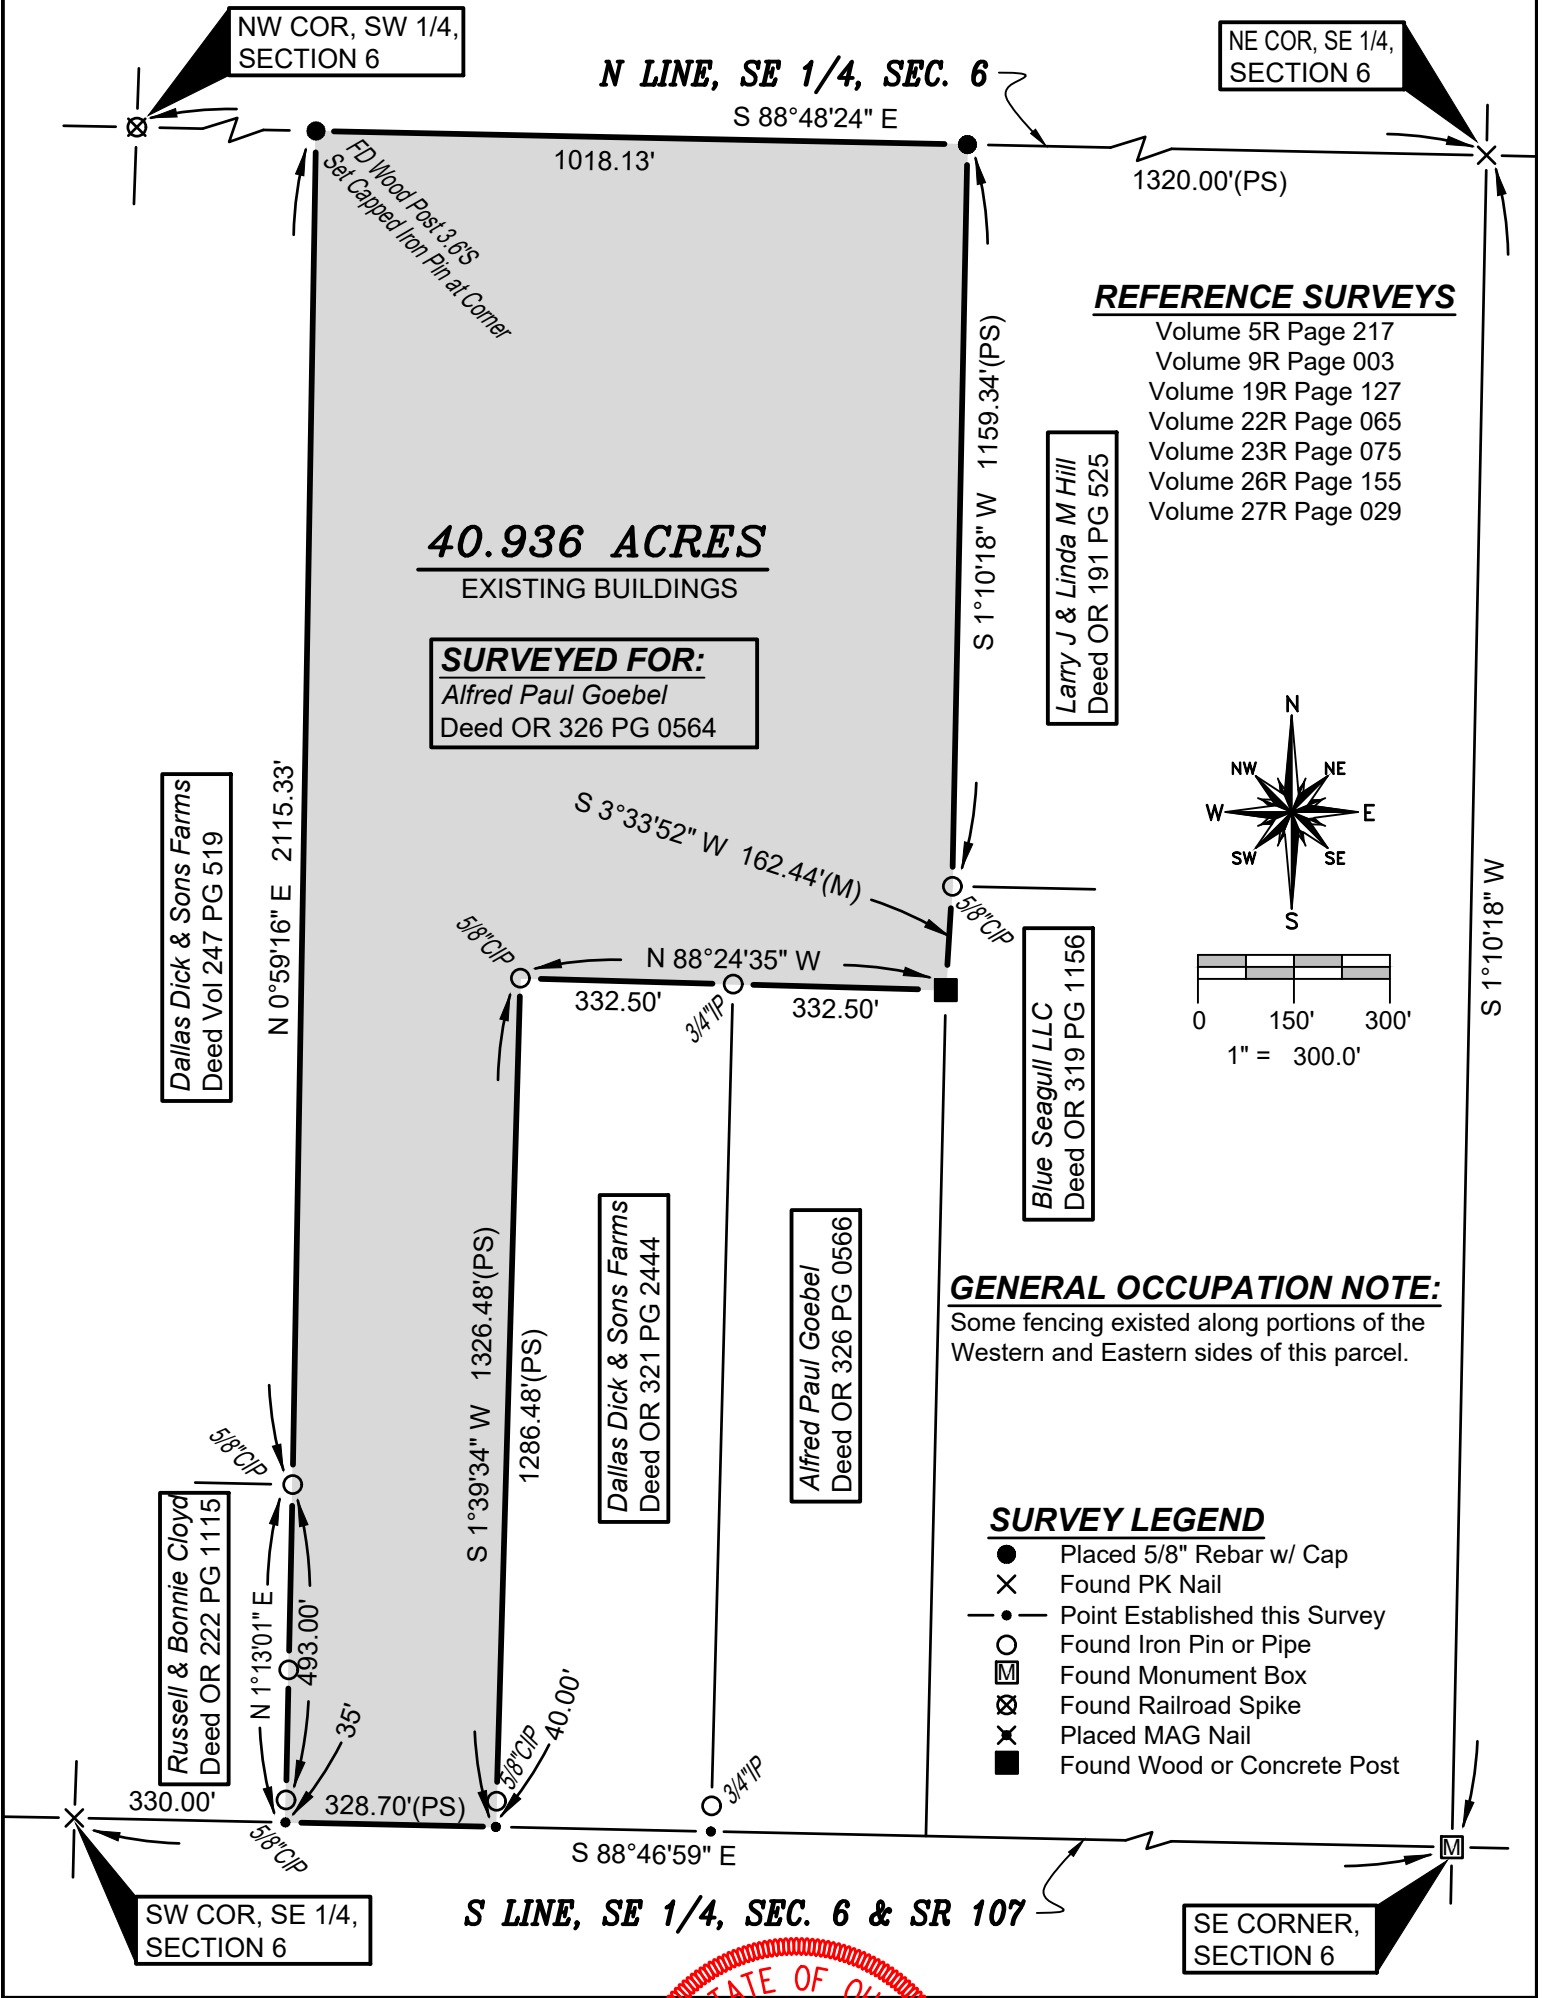 NW COR, SW 1/4,
SECTION 6
N LINE, SE 1/4, SEC. 6
NE COR, SE 1/4,
SECTION 6
S 88°48'24" E
1018.13'
1320.00'(PS)
FD Wood Post 3.6'S
Set Capped Iron Pin at Corner
REFERENCE SURVEYS
Volume 5R Page 217
Volume 9R Page 003
Volume 19R Page 127
Volume 22R Page 065
Volume 23R Page 075
Volume 26R Page 155
Volume 27R Page 029
S 1°10'18" W 1159.34'(PS)
Larry J & Linda M Hill
Deed OR 191 PG 525
40.936 ACRES
EXISTING BUILDINGS
SURVEYED FOR:
Alfred Paul Goebel
Deed OR 326 PG 0564
N
NW
NE
W
E
SW
SE
S
Dallas Dick & Sons Farms
Deed Vol 247 PG 519
N 0°59'16" E 2115.33'
S 3°33'52" W 162.44'(M)
5/8"CIP
5/8"CIP
N 88°24'35" W
332.50'
3/4"IP
332.50'
Blue Seagull LLC
Deed OR 319 PG 1156
0 150' 300'
1" = 300.0'
S 1°10'18" W
S 1°39'34" W 1326.48'(PS)
1286.48'(PS)
Dallas Dick & Sons Farms
Deed OR 321 PG 2444
Alfred Paul Goebel
Deed OR 326 PG 0566
GENERAL OCCUPATION NOTE:
Some fencing existed along portions of the
Western and Eastern sides of this parcel.
5/8"CIP
Russell & Bonnie Cloyd
Deed OR 222 PG 1115
N 1°13'01" E
493.00'
35'
SURVEY LEGEND
Placed 5/8" Rebar w/ Cap
Found PK Nail
Point Established this Survey
Found Iron Pin or Pipe
M Found Monument Box
Found Railroad Spike
Placed MAG Nail
Found Wood or Concrete Post
5/8"CIP
40.00'
3/4"IP
330.00'
328.70'(PS)
5/8"CIP
S 88°46'59" E
M
S LINE, SE 1/4, SEC. 6 & SR 107
SW COR, SE 1/4,
SECTION 6
SE CORNER,
SECTION 6
OF